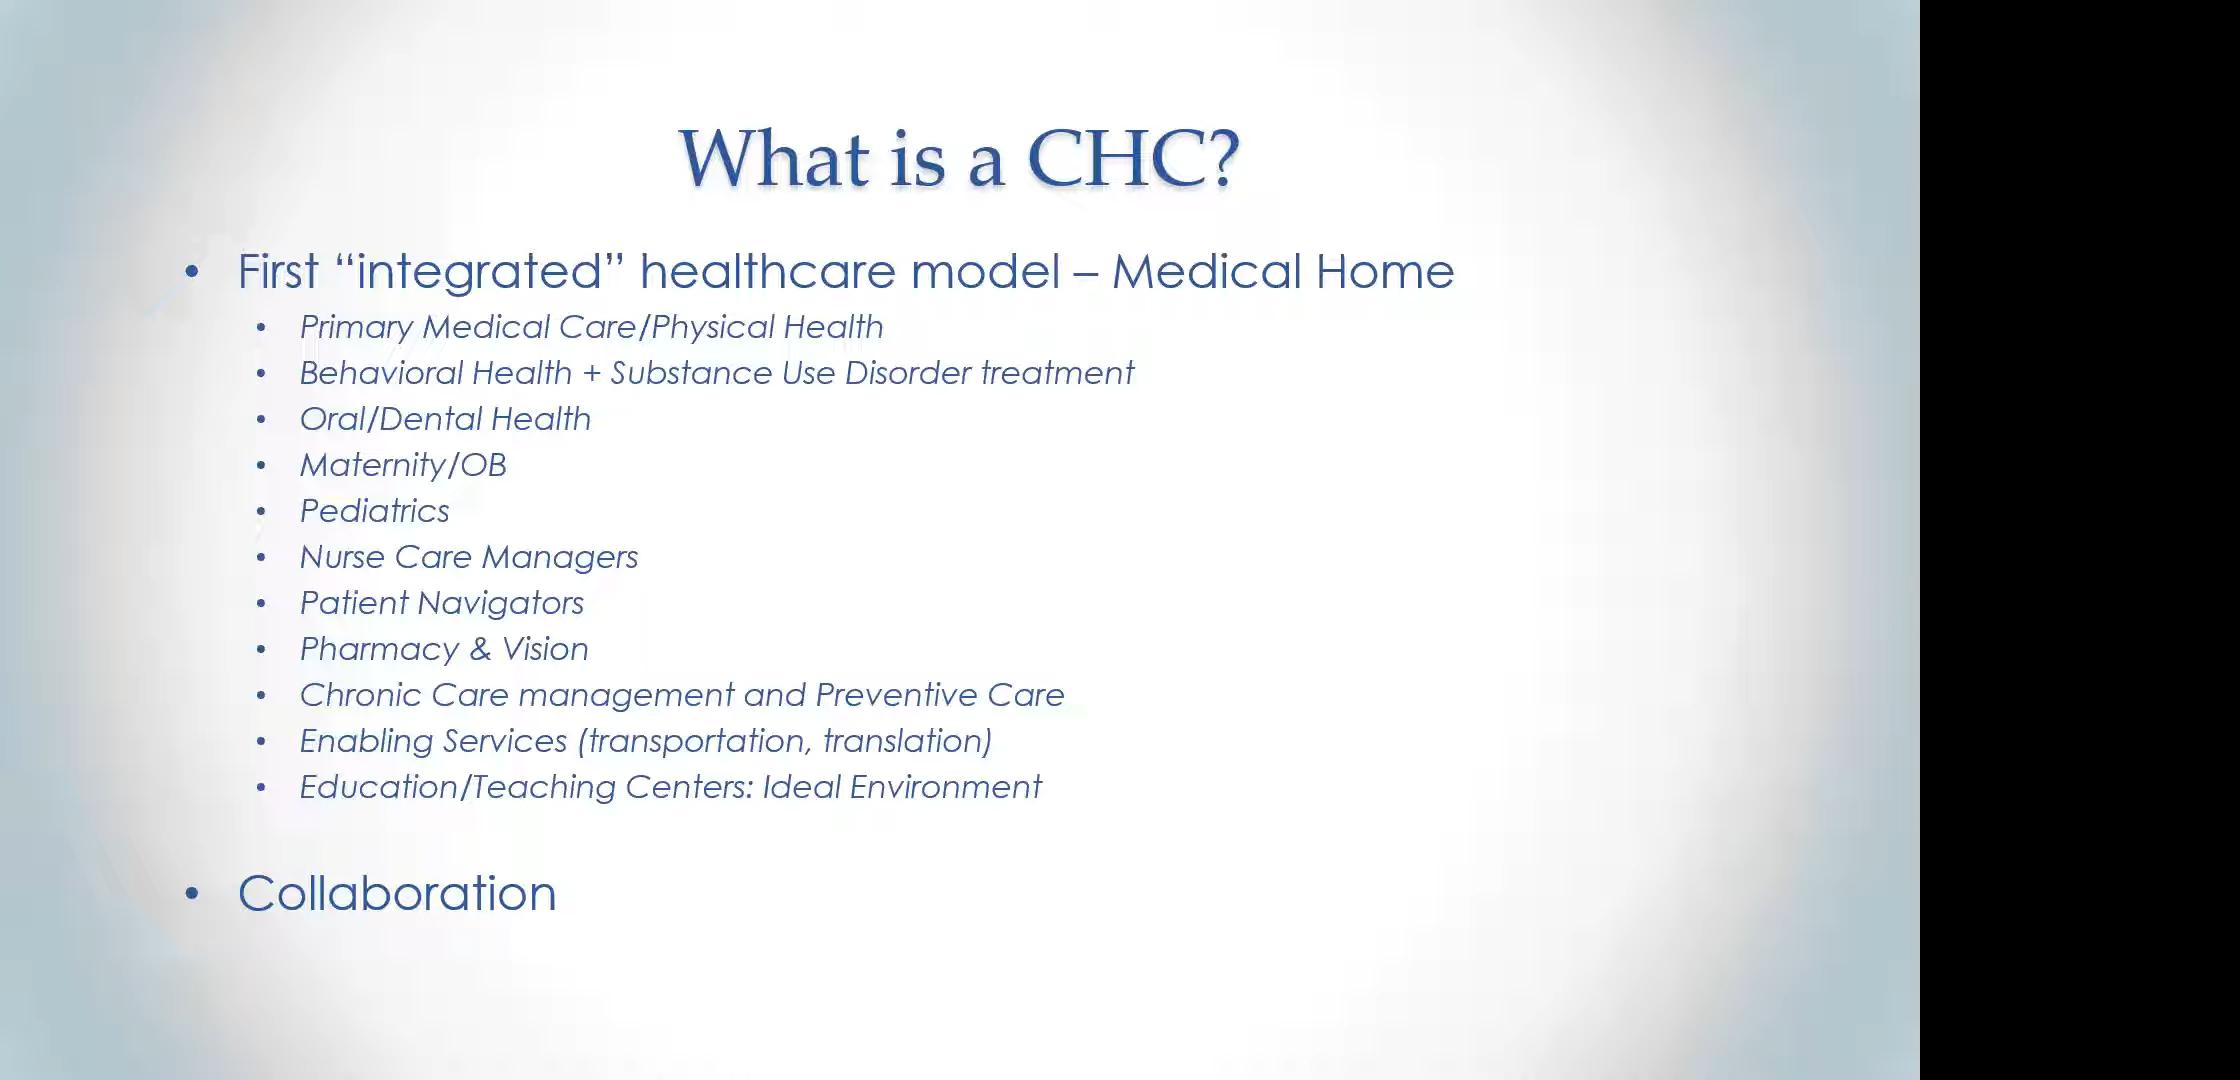 What is a CHC?
• First “integrated” healthcare model – Medical Home
• Primary Medical Care/Physical Health
• Behavioral Health + Substance Use Disorder treatment
• Oral/Dental Health
• Maternity/OB
• Pediatrics
• Nurse Care Managers
• Patient Navigators
• Pharmacy & Vision
• Chronic Care management and Preventive Care
• Enabling Services (transportation, translation)
• Education/Teaching Centers: Ideal Environment
• Collaboration